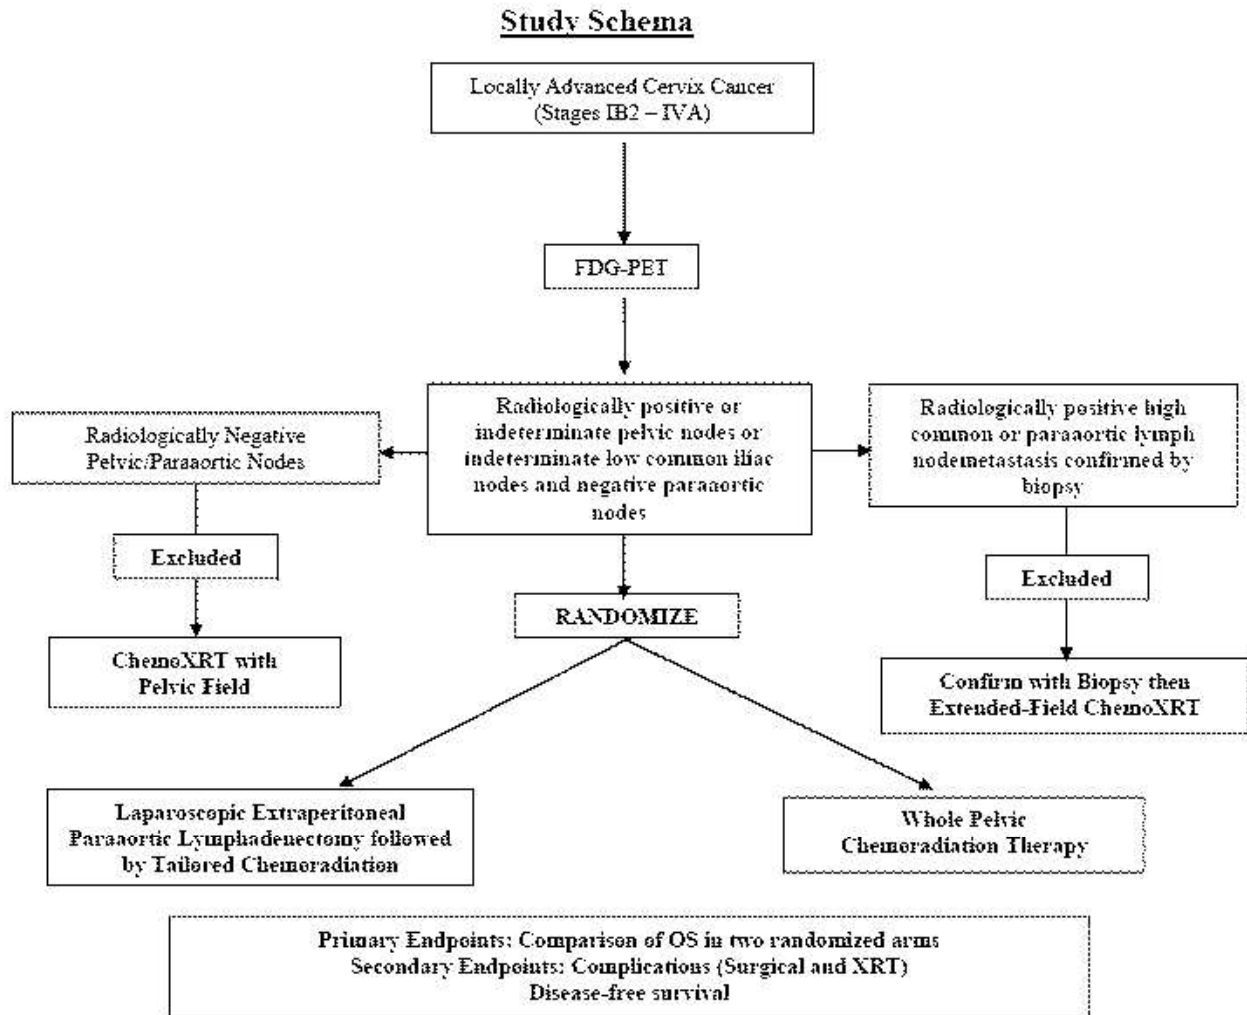 Study Schema
Locally Advanced Cervix Cancer
(Stages IB2 – IVA)
FDG-PET
Radiologically Negative
Pelvic/Paraaortic Nodes
Radiologically positive or
indeterminate pelvic nodes or
indeterminate low common iliac
nodes and negative paraaortic
nodes
Radiologically positive high
common or paraaortic lymph
nodemetastasis confirmed by
biopsy
Excluded
Excluded
RANDOMIZE
ChemoXRT with
Pelvic Field
Confirm with Biopsy then
Extended-Field ChemoXRT
Laparoscopic Extraperitoneal
Paraaortic Lymphadenectomy followed
by Tailored Chemoradiation
Whole Pelvic
Chemoradiation Therapy
Primary Endpoints: Comparison of OS in two randomized arms
Secondary Endpoints: Complications (Surgical and XRT)
Disease-free survival